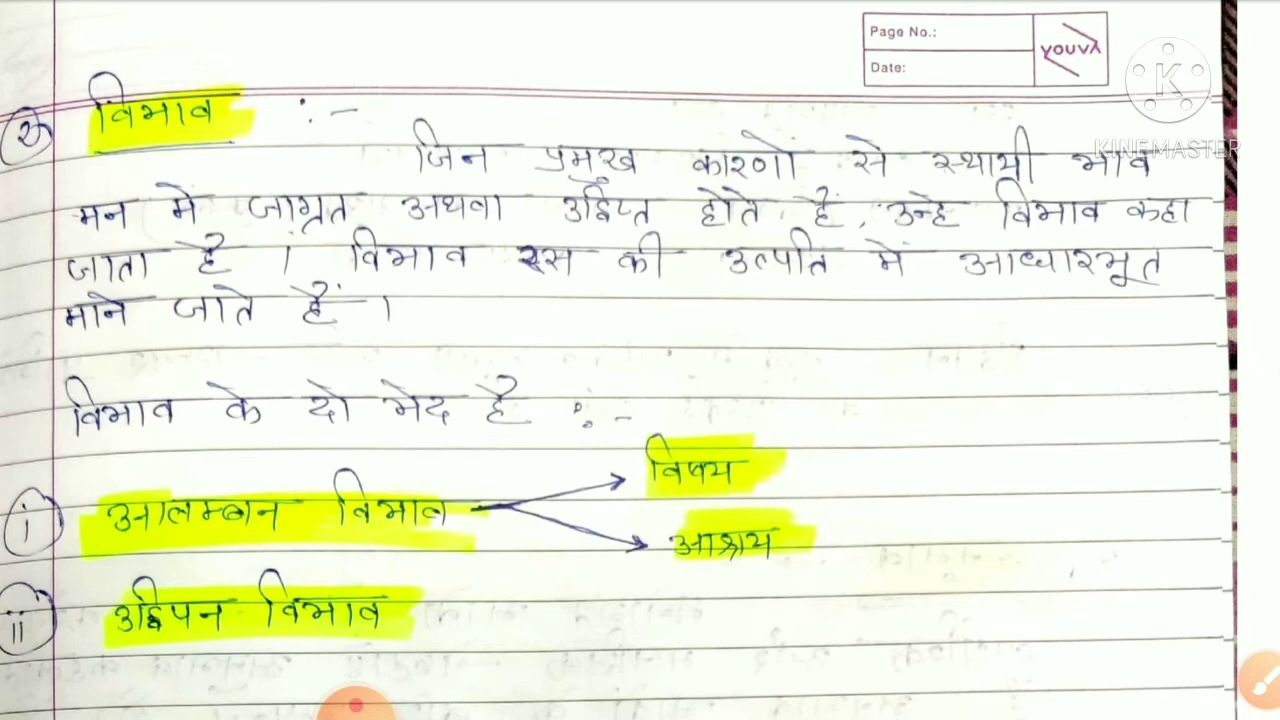 Page No.:
Date:
YOUVA
K
KINEMASTER
२ विभाव :-
जिन प्रमुख कारणों से स्थायी भाव
मन में जाग्रत अथवा उद्दिप्त होते हैं, उन्हे विभाव कहा
जाता है । विभाव रस की उत्पति में आधारभूत
माने जाते हैं ।
विभाव के दो भेद है :-
i आलम्बन विभाव
विषय
आश्रय
ii उद्दिपन विभाव